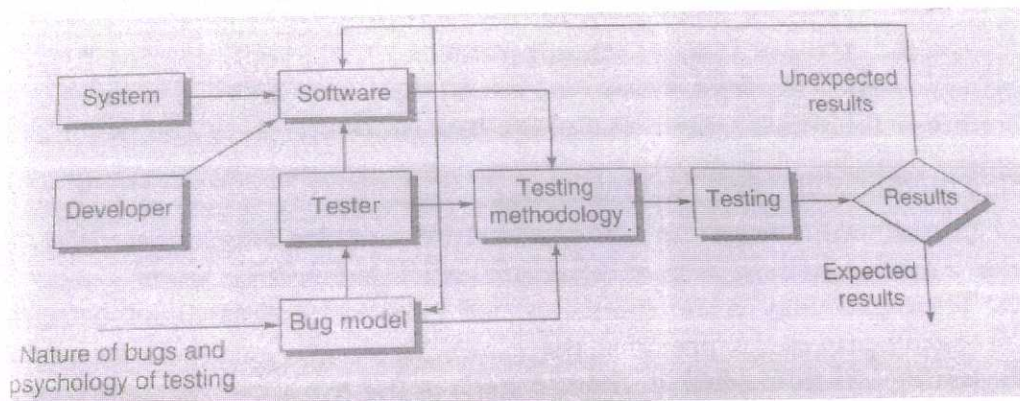 Unexpected
results
System
Software
Developer
Tester
Testing
methodology
Testing
Results
Expected
results
Bug model
Nature of bugs and
psychology of testing